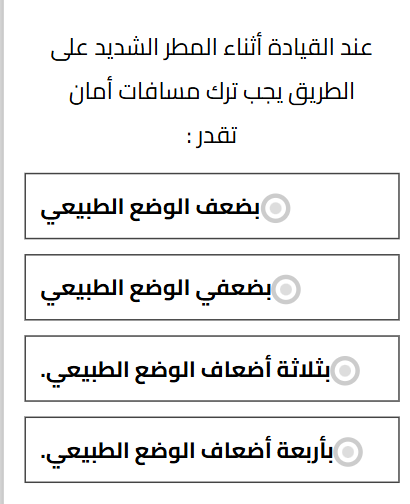 عند القيادة أثناء المطر الشديد على
الطريق يجب ترك مسافات أمان
تقدر :
بضعف الوضع الطبيعي
بضعفي الوضع الطبيعي
بثلاثة أضعاف الوضع الطبيعي.
بأربعة أضعاف الوضع الطبيعي.